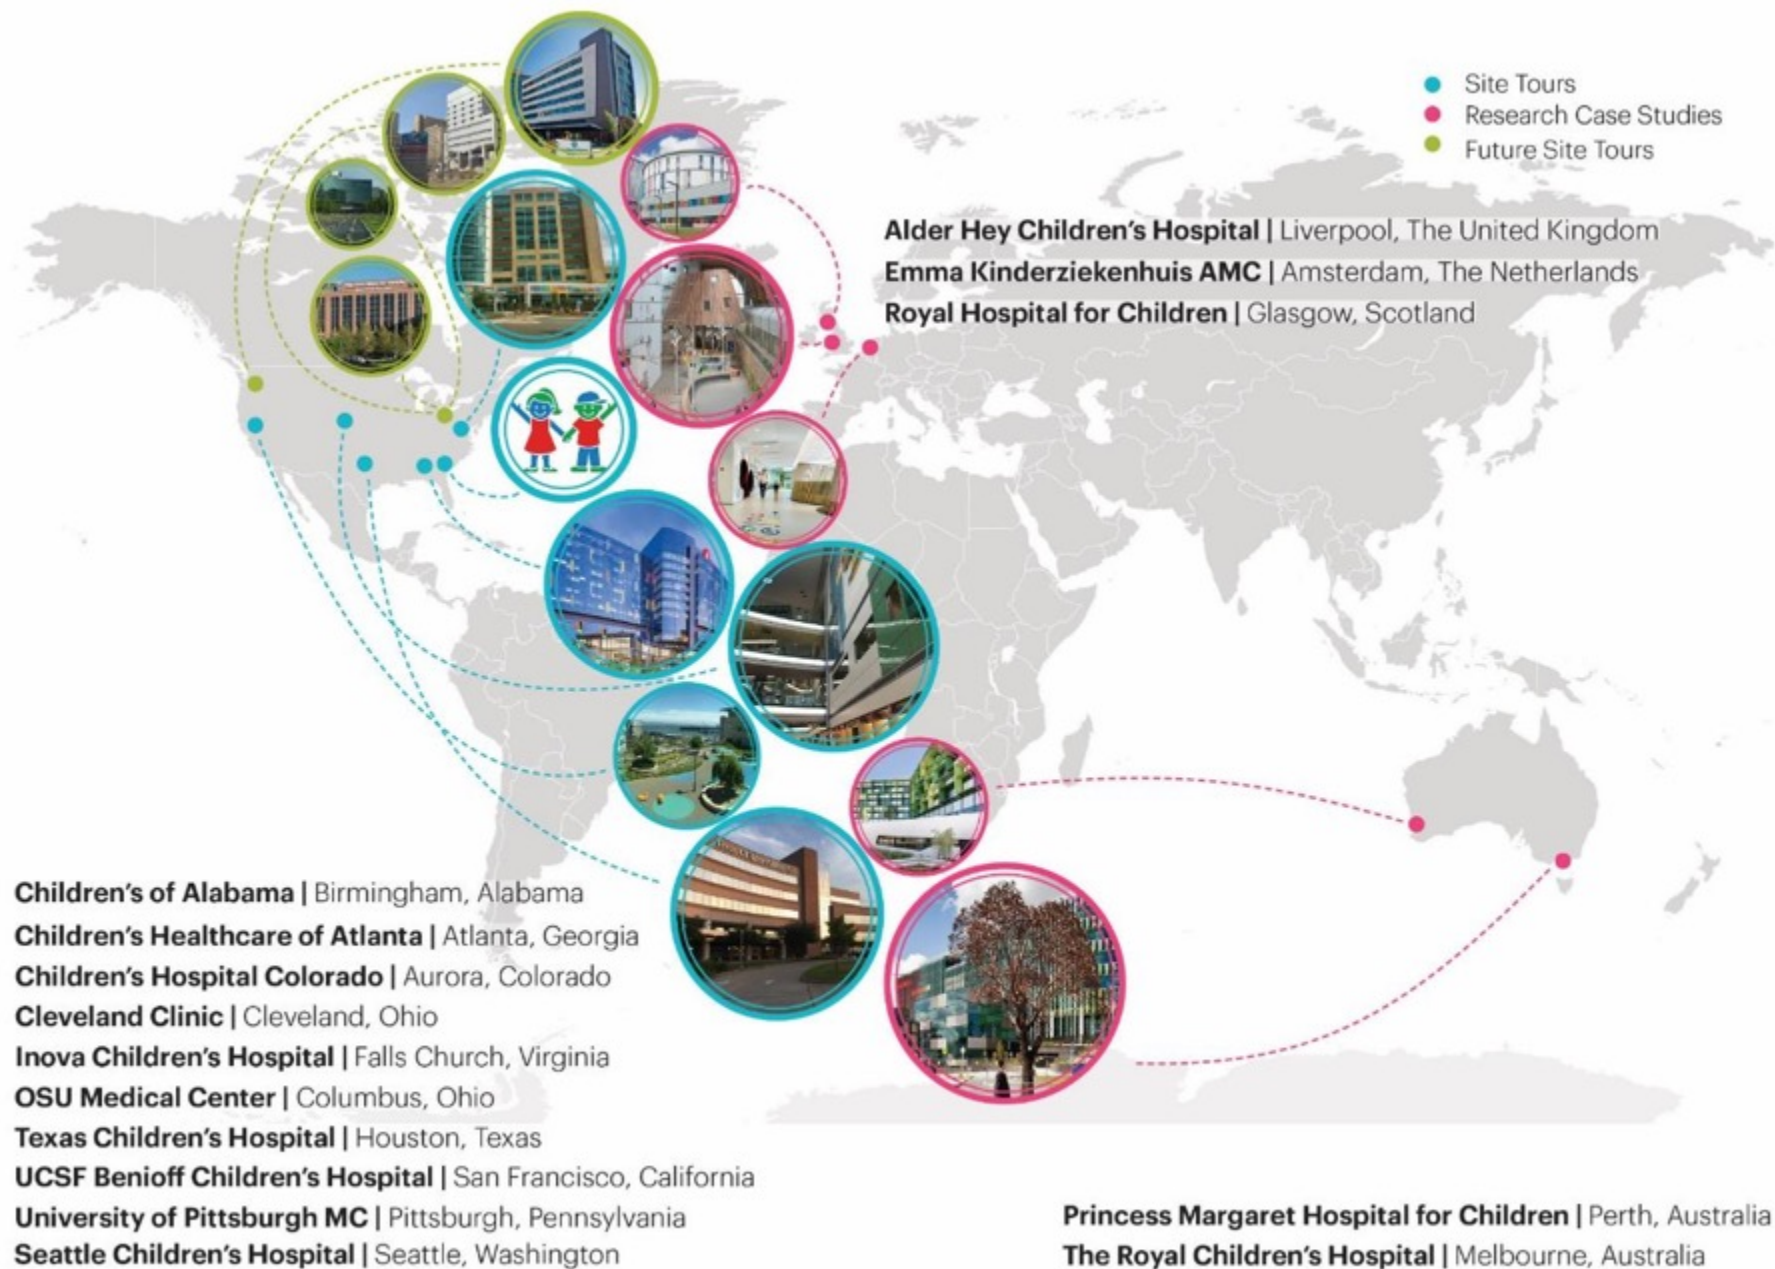 Site Tours
Research Case Studies
Future Site Tours
Alder Hey Children's Hospital | Liverpool, The United Kingdom
Emma Kinderziekenhuis AMC | Amsterdam, The Netherlands
Royal Hospital for Children | Glasgow, Scotland
Children's of Alabama | Birmingham, Alabama
Children's Healthcare of Atlanta | Atlanta, Georgia
Children's Hospital Colorado | Aurora, Colorado
Cleveland Clinic | Cleveland, Ohio
Inova Children's Hospital | Falls Church, Virginia
OSU Medical Center | Columbus, Ohio
Texas Children's Hospital | Houston, Texas
UCSF Benioff Children's Hospital | San Francisco, California
University of Pittsburgh MC | Pittsburgh, Pennsylvania
Seattle Children's Hospital | Seattle, Washington
Princess Margaret Hospital for Children | Perth, Australia
The Royal Children's Hospital | Melbourne, Australia